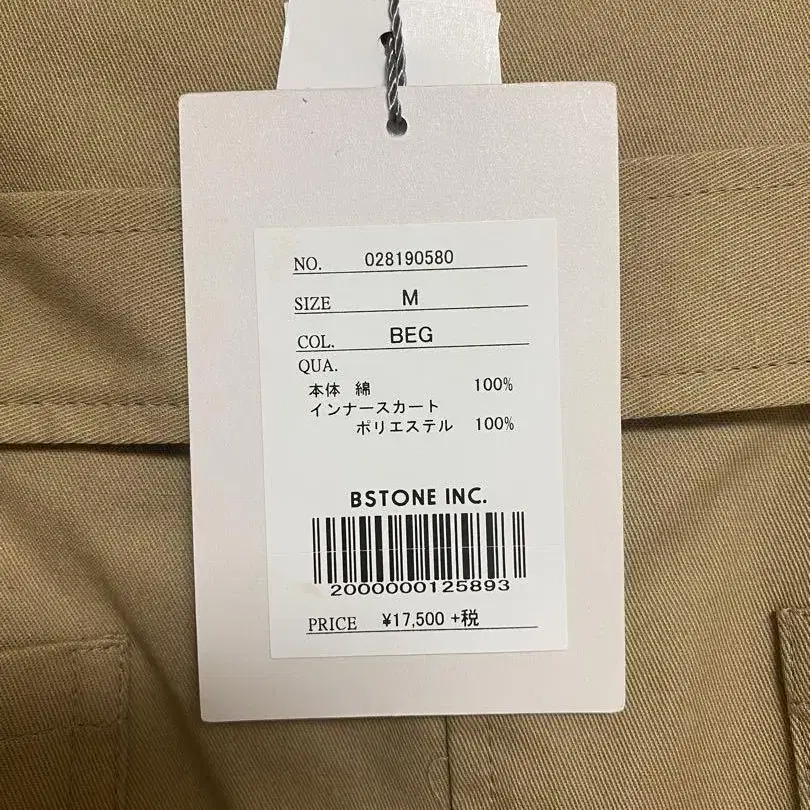 NO. 028190580
SIZE M
COL. BEG
QUA.
本体 綿 100%
インナースカート
ポリエステル 100%
BSTONE INC.
2000000125893
PRICE ¥17,500 +税